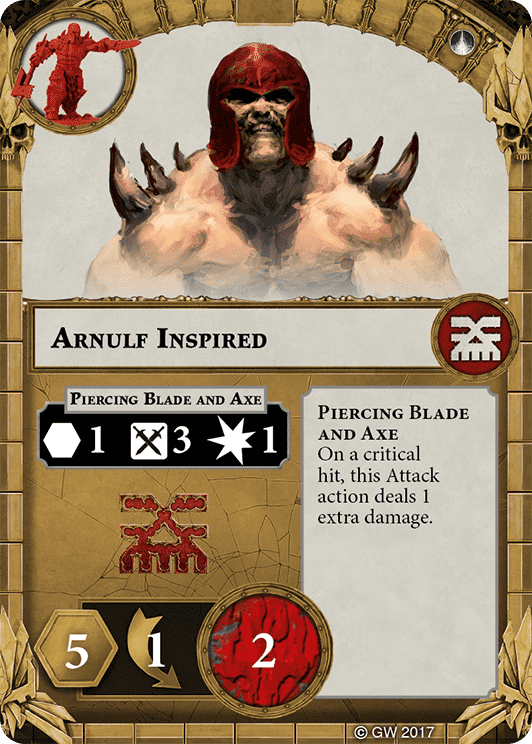 Arnulf Inspired
Piercing Blade and Axe
1 3 1
Piercing Blade
and Axe
On a critical
hit, this Attack
action deals 1
extra damage.
5 1 2
© GW 2017